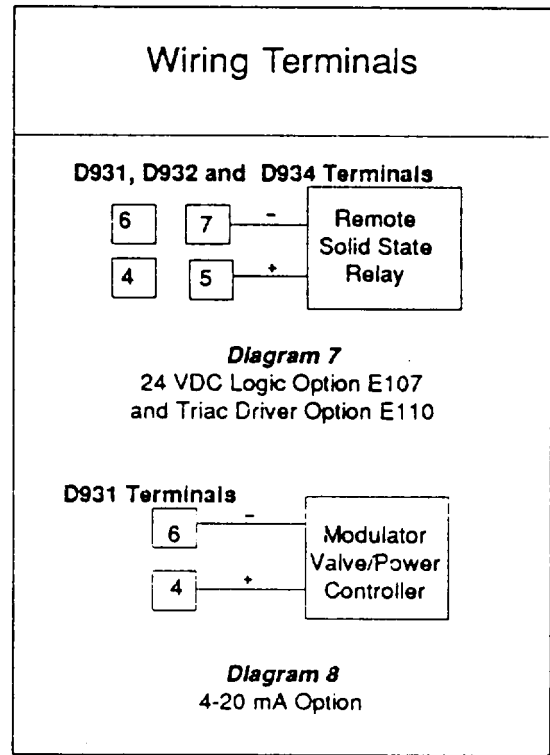 Wiring Terminals
D931, D932 and D934 Terminals
6 7 - Remote
Solid State
4 5 + Relay
Diagram 7
24 VDC Logic Option E107
and Triac Driver Option E110
D931 Terminals
6 - Modulator
Valve/Power
4 + Controller
Diagram 8
4-20 mA Option